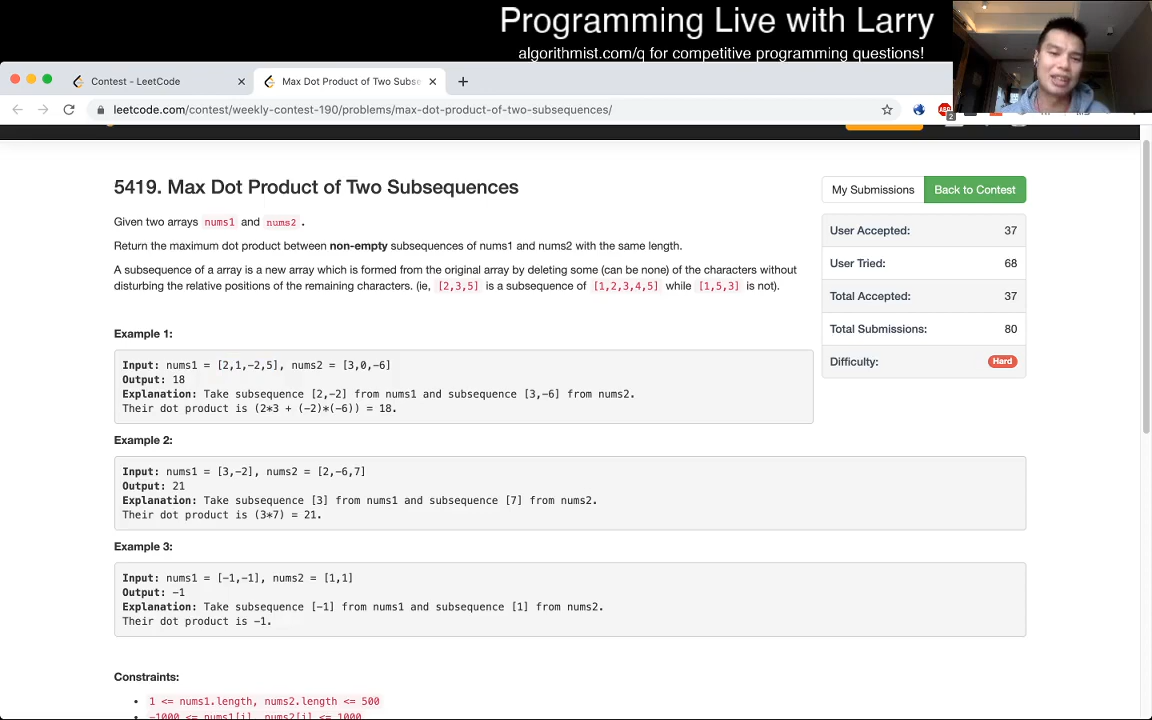 Programming Live with Larry
algorithmist.com/q for competitive programming questions!
Contest - LeetCode
Max Dot Product of Two Subse
leetcode.com/contest/weekly-contest-190/problems/max-dot-product-of-two-subsequences/
5419. Max Dot Product of Two Subsequences
My Submissions
Back to Contest
Given two arrays nums1 and nums2 .
Return the maximum dot product between non-empty subsequences of nums1 and nums2 with the same length.
A subsequence of a array is a new array which is formed from the original array by deleting some (can be none) of the characters without
disturbing the relative positions of the remaining characters. (ie, [2,3,5] is a subsequence of [1,2,3,4,5] while [1,5,3] is not).
User Accepted: 37
User Tried: 68
Total Accepted: 37
Total Submissions: 80
Difficulty: Hard
Example 1:
Input: nums1 = [2,1,-2,5], nums2 = [3,0,-6]
Output: 18
Explanation: Take subsequence [2,-2] from nums1 and subsequence [3,-6] from nums2.
Their dot product is (2*3 + (-2)*(-6)) = 18.
Example 2:
Input: nums1 = [3,-2], nums2 = [2,-6,7]
Output: 21
Explanation: Take subsequence [3] from nums1 and subsequence [7] from nums2.
Their dot product is (3*7) = 21.
Example 3:
Input: nums1 = [-1,-1], nums2 = [1,1]
Output: -1
Explanation: Take subsequence [-1] from nums1 and subsequence [1] from nums2.
Their dot product is -1.
Constraints:
1 <= nums1.length, nums2.length <= 500
-1000 <= nums1[i], nums2[i] <= 1000